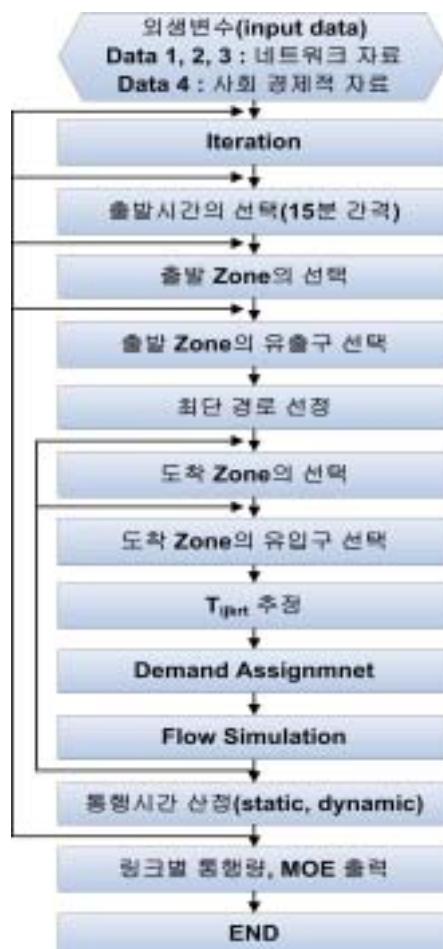 외생변수(input data)
Data 1, 2, 3 : 네트워크 자료
Data 4 : 사회 경제적 자료
Iteration
출발시간의 선택(15분 간격)
출발 Zone의 선택
출발 Zone의 유출구 선택
최단 경로 선정
도착 Zone의 선택
도착 Zone의 유입구 선택
추정
Demand Assignmnet
Flow Simulation
통행시간 산정(static, dynamic)
링크별 통행량, MOE 출력
END